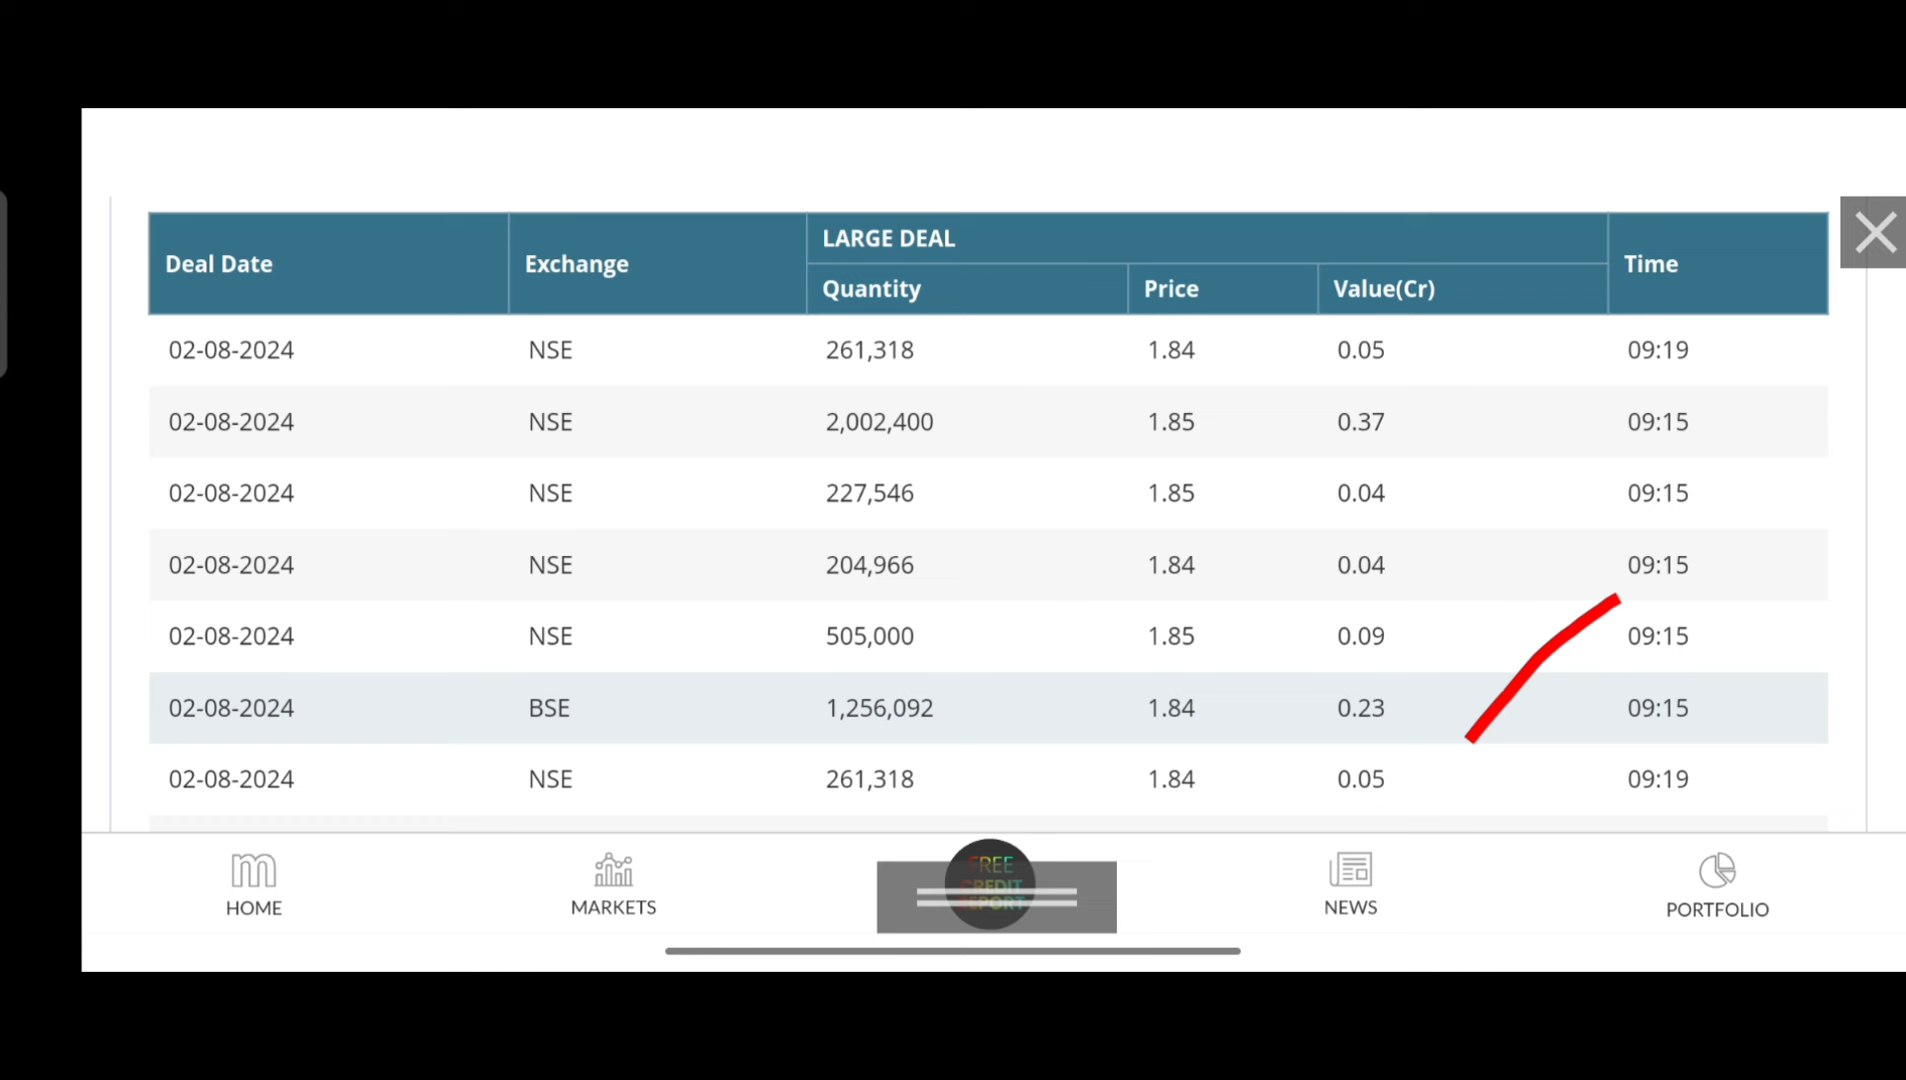 LARGE DEAL
Deal Date Exchange Time
Quantity Price Value(Cr)
02-08-2024 NSE 261,318 1.84 0.05 09:19
02-08-2024 NSE 2,002,400 1.85 0.37 09:15
02-08-2024 NSE 227,546 1.85 0.04 09:15
02-08-2024 NSE 204,966 1.84 0.04 09:15
02-08-2024 NSE 505,000 1.85 0.09 09:15
02-08-2024 BSE 1,256,092 1.84 0.23 09:15
02-08-2024 NSE 261,318 1.84 0.05 09:19
FREE
CREDIT
REPORT
HOME MARKETS NEWS PORTFOLIO